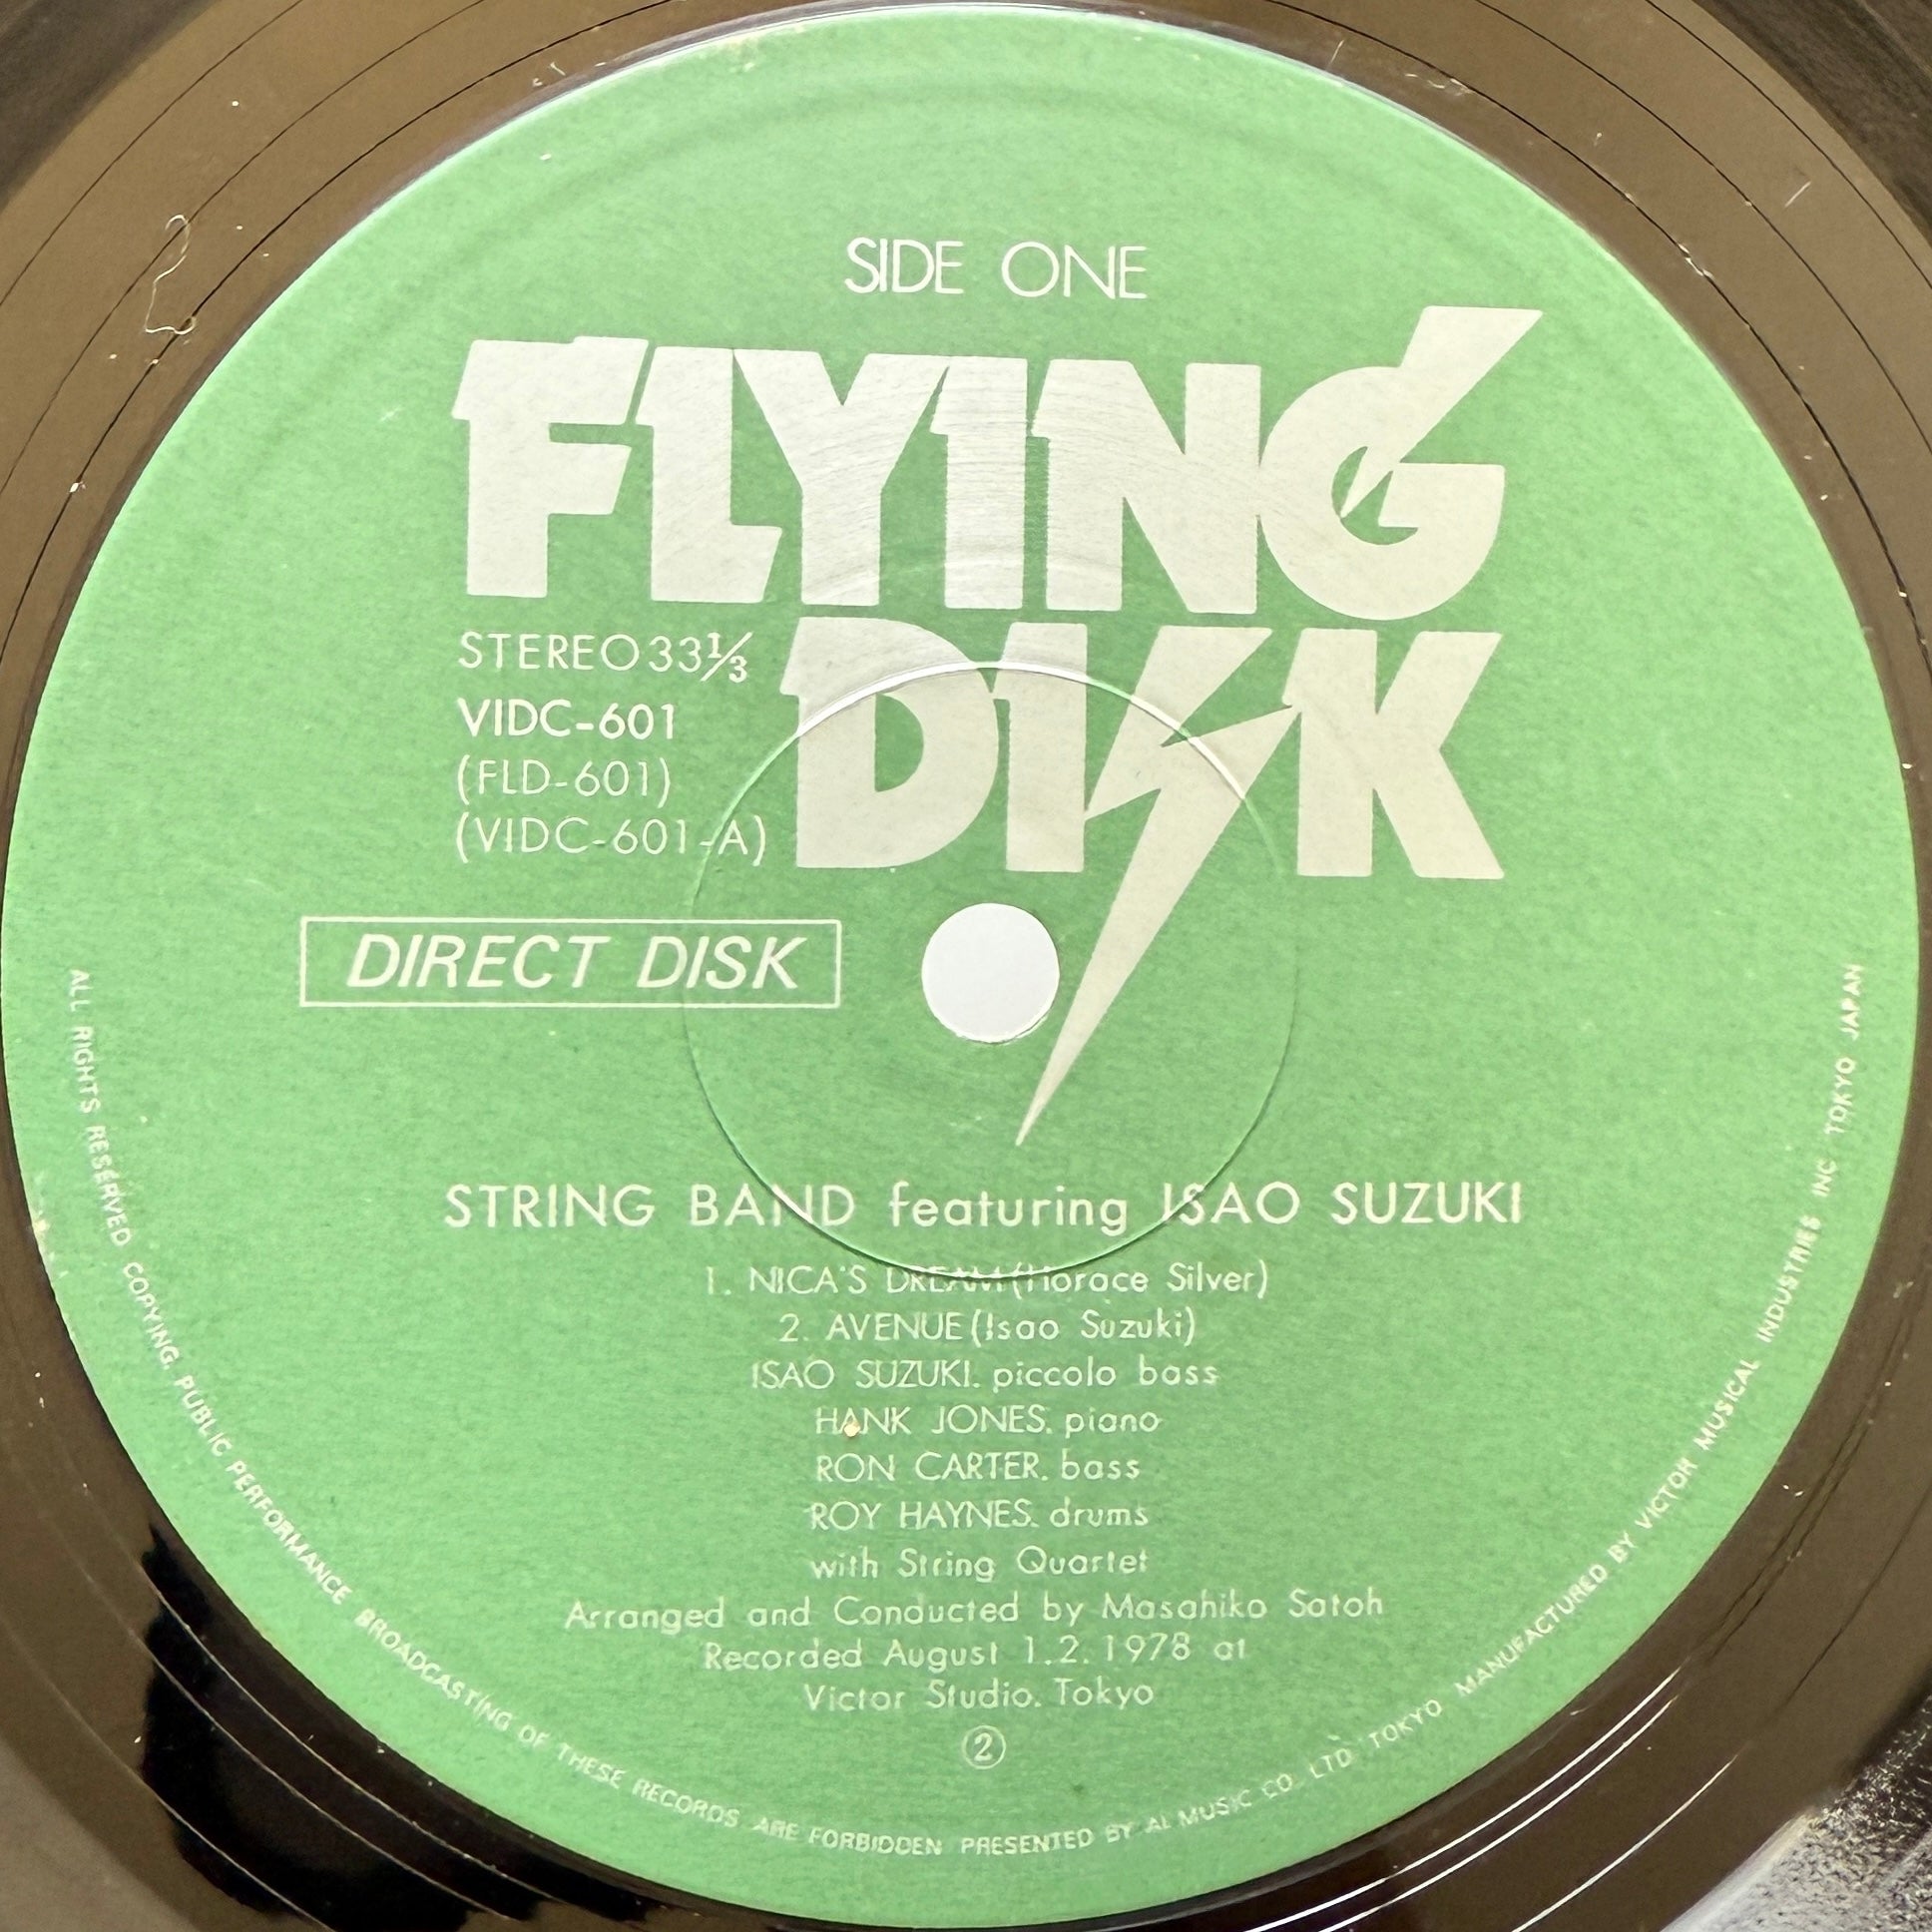 SIDE ONE
FLYING
DISK
STEREO 33⅓
VIDC-601
(FLD-601)
(VIDC-601-A)
DIRECT DISK
STRING BAND featuring ISAO SUZUKI
1. NICA'S DREAM (Horace Silver)
2. AVENUE (Isao Suzuki)
ISAO SUZUKI. piccolo bass
HANK JONES. piano
RON CARTER. bass
ROY HAYNES. drums
with String Quartet
Arranged and Conducted by Masahiko Satoh
Recorded August 1.2.1978 at
Victor Studio. Tokyo
②
ALL RIGHTS RESERVED COPYING, PUBLIC PERFORMANCE BROADCASTING OF THESE RECORDS ARE FORBIDDEN PRESENTED BY AI MUSIC CO. LTD TOKYO MANUFACTURED BY VICTOR MUSICAL INDUSTRIES INC TOKYO JAPAN